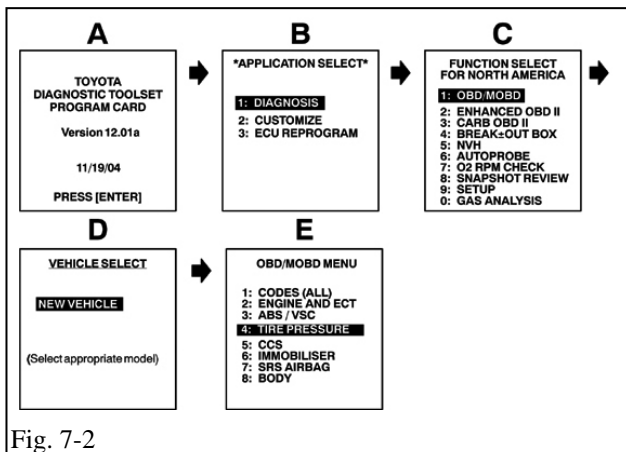 A
TOYOTA
DIAGNOSTIC TOOLSET
PROGRAM CARD
Version 12.01a
11/19/04
PRESS [ENTER]
B
*APPLICATION SELECT*
1: DIAGNOSIS
2: CUSTOMIZE
3: ECU REPROGRAM
C
FUNCTION SELECT
FOR NORTH AMERICA
1: OBD/MOBD
2: ENHANCED OBD II
3: CARB OBD II
4: BREAK±OUT BOX
5: NVH
6: AUTOPROBE
7: O2 RPM CHECK
8: SNAPSHOT REVIEW
9: SETUP
0: GAS ANALYSIS
D
VEHICLE SELECT
NEW VEHICLE
(Select appropriate model)
E
OBD/MOBD MENU
1: CODES (ALL)
2: ENGINE AND ECT
3: ABS / VSC
4: TIRE PRESSURE
5: CCS
6: IMMOBILISER
7: SRS AIRBAG
8: BODY
Fig. 7-2